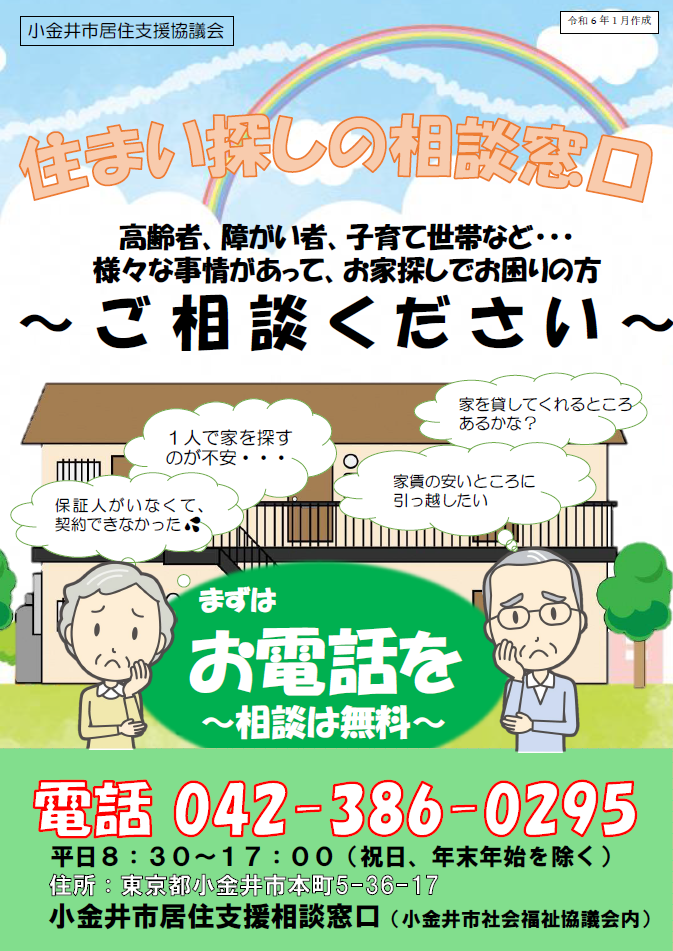 小金井市居住支援協議会
令和6年1月作成
住まい探しの相談窓口
高齢者、障がい者、子育て世帯など・・・
様々な事情があって、お家探しでお困りの方
～ご相談ください～
家を貸してくれるところ
あるかな？
１人で家を探す
のが不安・・・
家賃の安いところに
引っ越したい
保証人がいなくて、
契約できなかった💦
まずは
お電話を
～相談は無料～
電話 042-386-0295
平日８：３０～１７：００（祝日、年末年始を除く）
住所：東京都小金井市本町5-36-17
小金井市居住支援相談窓口（小金井市社会福祉協議会内）